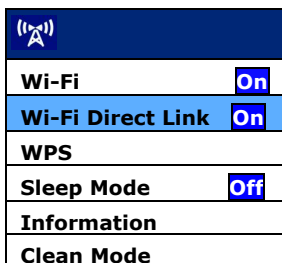 Wi-Fi On
Wi-Fi Direct Link On
WPS
Sleep Mode Off
Information
Clean Mode